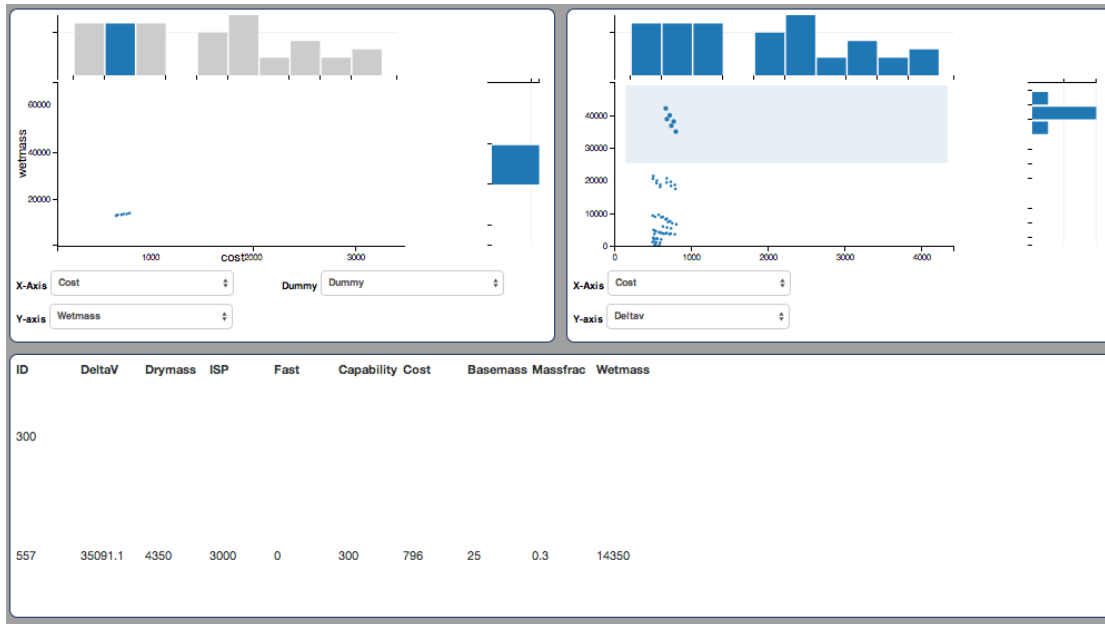 60000
40000
20000
wetmass
1000
2000
3000
cost
X-Axis Cost Dummy Dummy
Y-axis Wetmass
40000
30000
20000
10000
0
0 1000 2000 3000 4000
X-Axis Cost
Y-axis Deltav
ID DeltaV Drymass ISP Fast Capability Cost Basemass Massfrac Wetmass
300
557 35091.1 4350 3000 0 300 796 25 0.3 14350